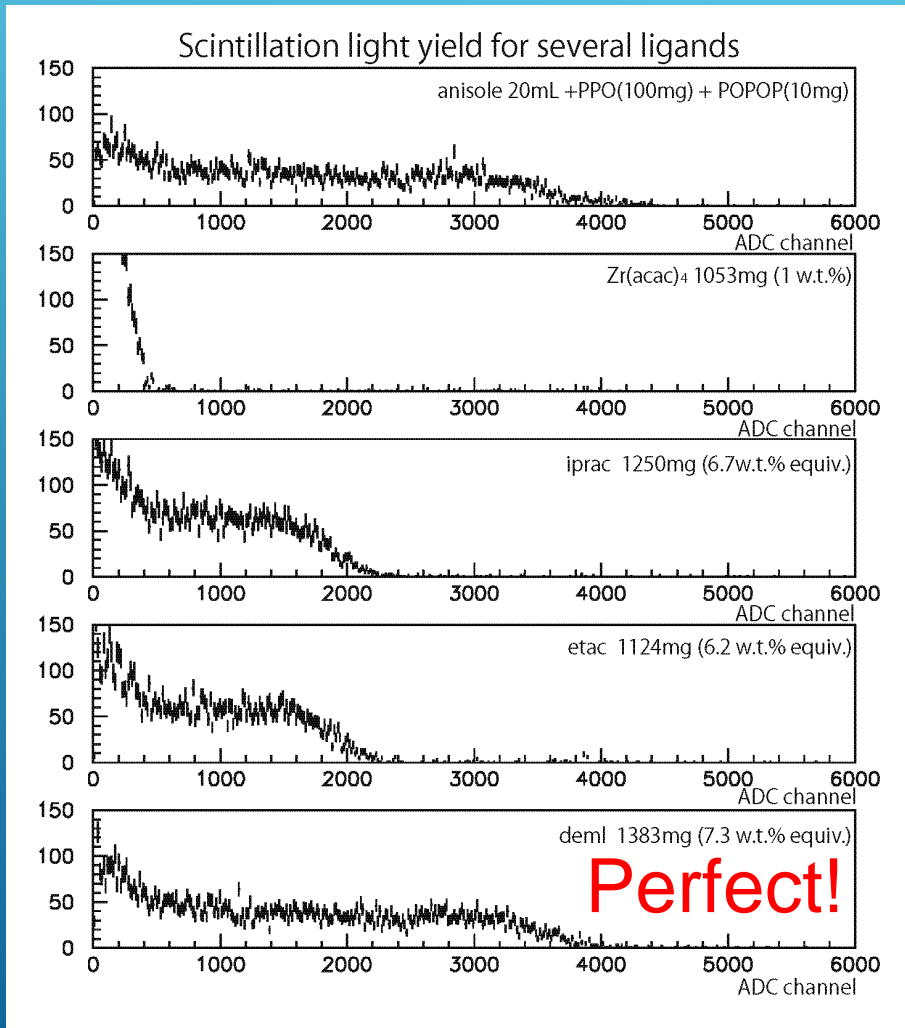 Scintillation light yield for several ligands
150
anisole 20mL +PPO(100mg) + POPOP(10mg)
100
50
0
0 1000 2000 3000 4000 5000 6000
ADC channel
150
Zr(acac)₄ 1053mg (1 w.t.%)
100
50
0
0 1000 2000 3000 4000 5000 6000
ADC channel
150
iprac 1250mg (6.7w.t.% equiv.)
100
50
0
0 1000 2000 3000 4000 5000 6000
ADC channel
150
etac 1124mg (6.2 w.t.% equiv.)
100
50
0
0 1000 2000 3000 4000 5000 6000
ADC channel
150
deml 1383mg (7.3 w.t.% equiv.)
100
Perfect!
50
0
0 1000 2000 3000 4000 5000 6000
ADC channel